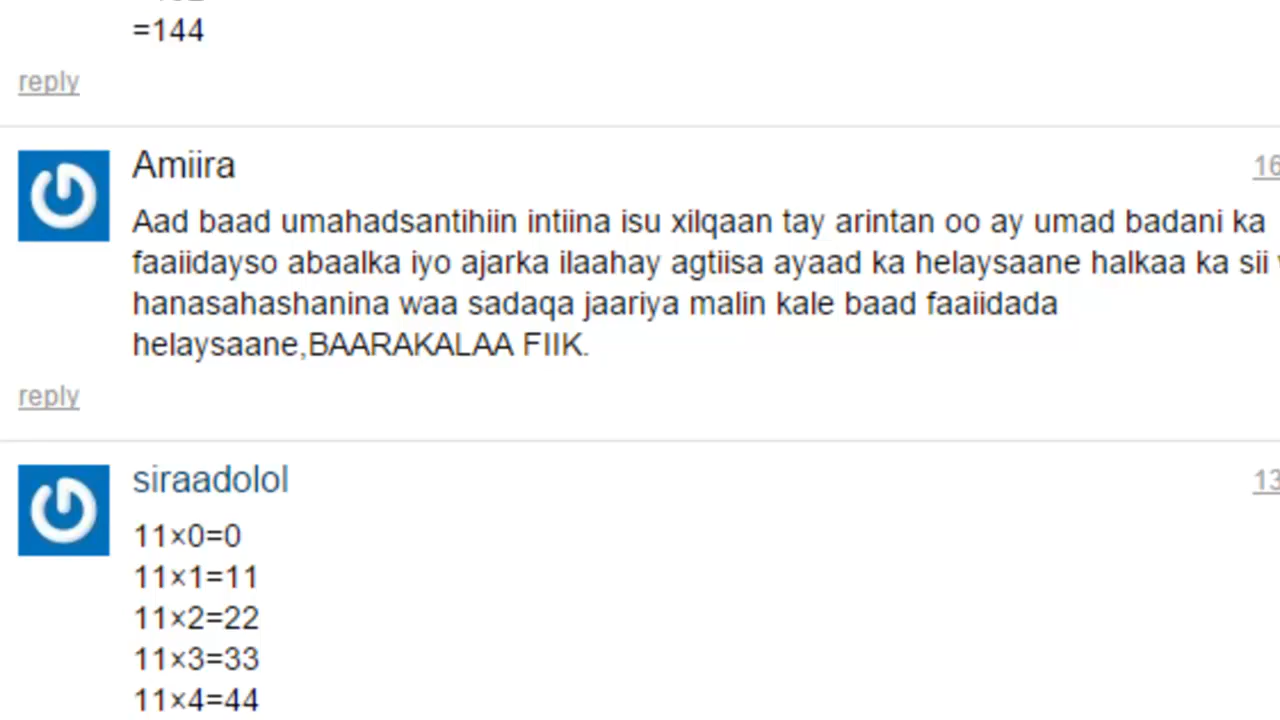 =144
reply
Amiira
16
Aad baad umahadsantihiin intiina isu xilqaan tay arintan oo ay umad badani ka
faaiidayso abaalka iyo ajarka ilaahay agtiisa ayaad ka helaysaane halkaa ka sii
hanasahashanina waa sadaqa jaariya malin kale baad faaiidada
helaysaane,BAARAKALAA FIIK.
reply
siraadolol
13
11×0=0
11×1=11
11×2=22
11×3=33
11×4=44